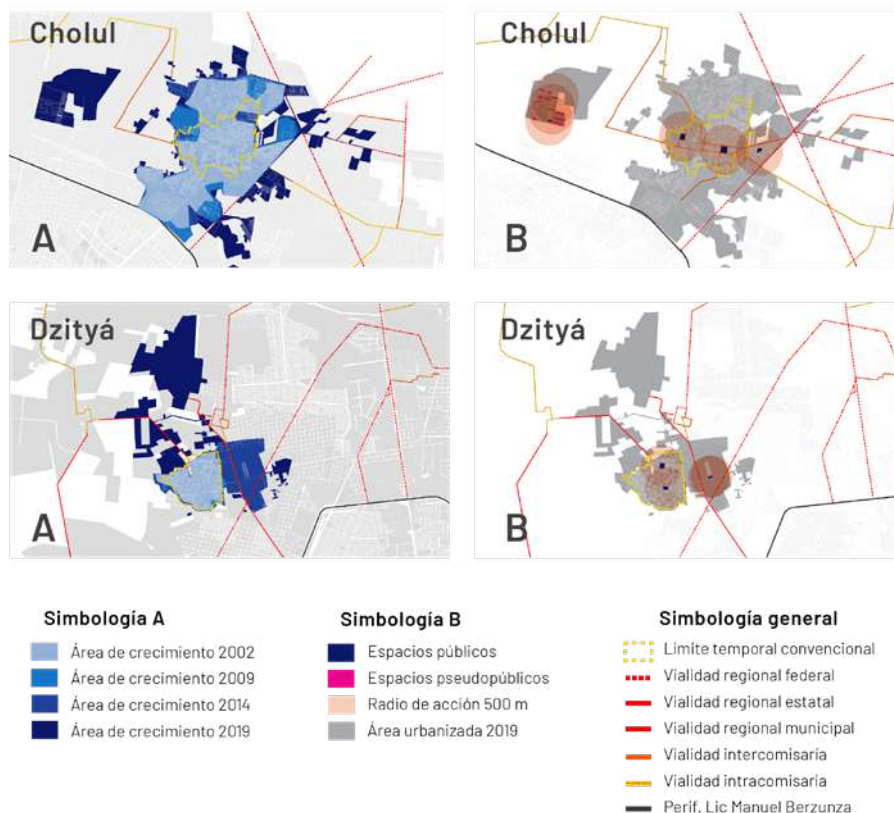 Cholul
A
Cholul
B
Dzityá
A
Dzityá
B
Simbología A
Área de crecimiento 2002
Área de crecimiento 2009
Área de crecimiento 2014
Área de crecimiento 2019
Simbología B
Espacios públicos
Espacios pseudopúblicos
Radio de acción 500 m
Área urbanizada 2019
Simbología general
Limite temporal convencional
Vialidad regional federal
Vialidad regional estatal
Vialidad regional municipal
Vialidad intercomisaría
Vialidad intracomisaría
Perif. Lic Manuel Berzunza